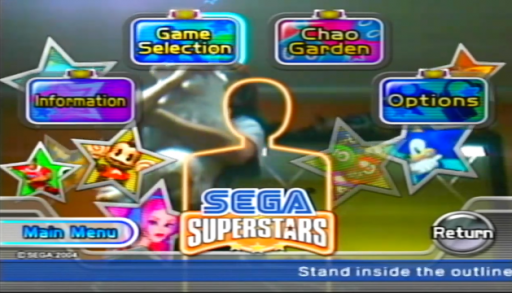 Game
Selection
Chao
Garden
Information
Options
SEGA
SUPERSTARS
Main Menu
Return
© SEGA 2004
Stand inside the outline